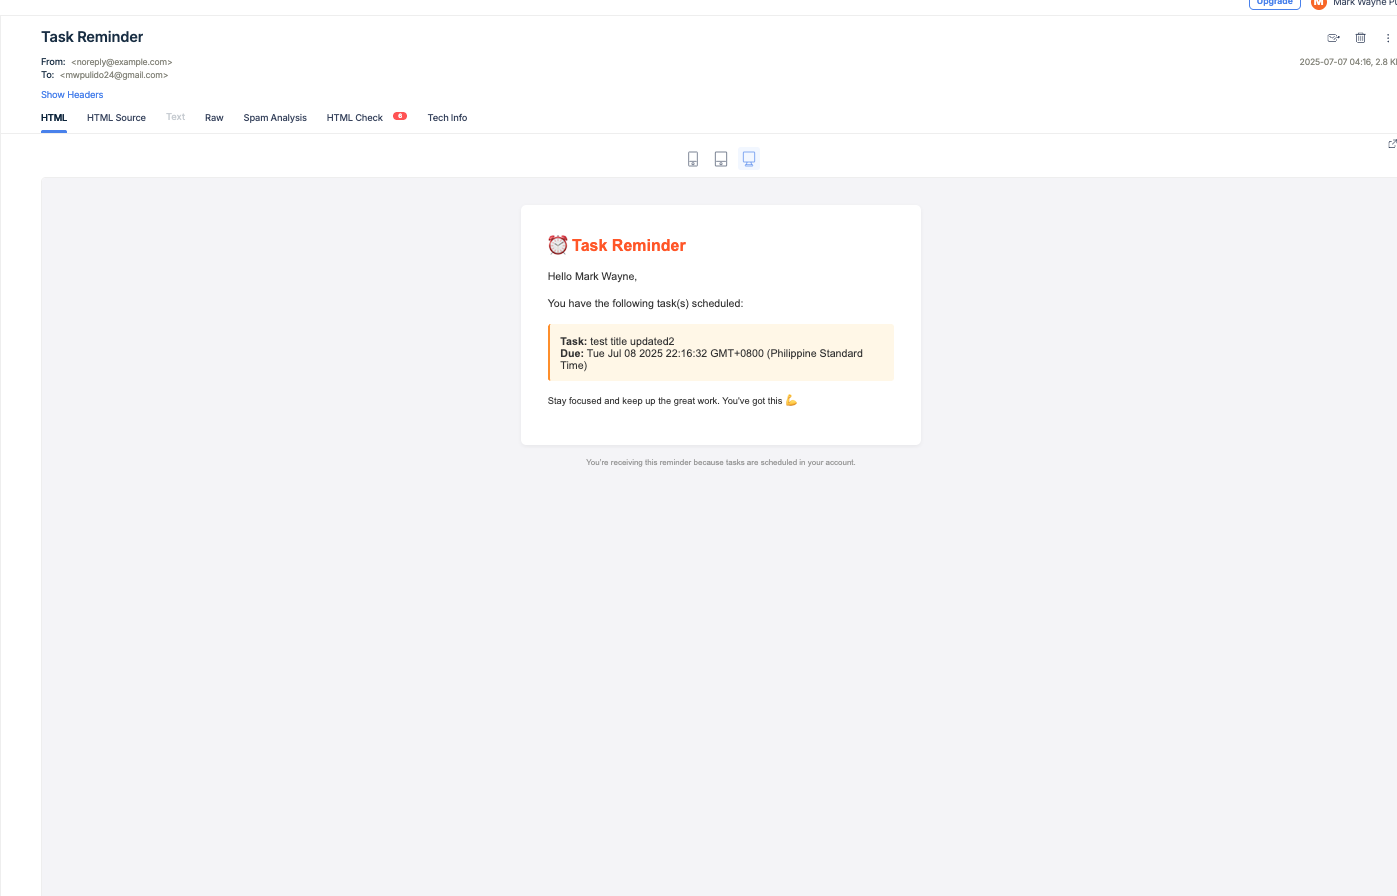 Upgrade
M
Mark Wayne
Task Reminder
From: <noreply@example.com>
2025-07-07 04:16, 2.8
To: <mwpulido24@gmail.com>
Show Headers
HTML HTML Source Text Raw Spam Analysis HTML Check 6 Tech Info
⏰ Task Reminder
Hello Mark Wayne,
You have the following task(s) scheduled:
Task: test title updated2
Due: Tue Jul 08 2025 22:16:32 GMT+0800 (Philippine Standard
Time)
Stay focused and keep up the great work. You've got this 💪
You're receiving this reminder because tasks are scheduled in your account.